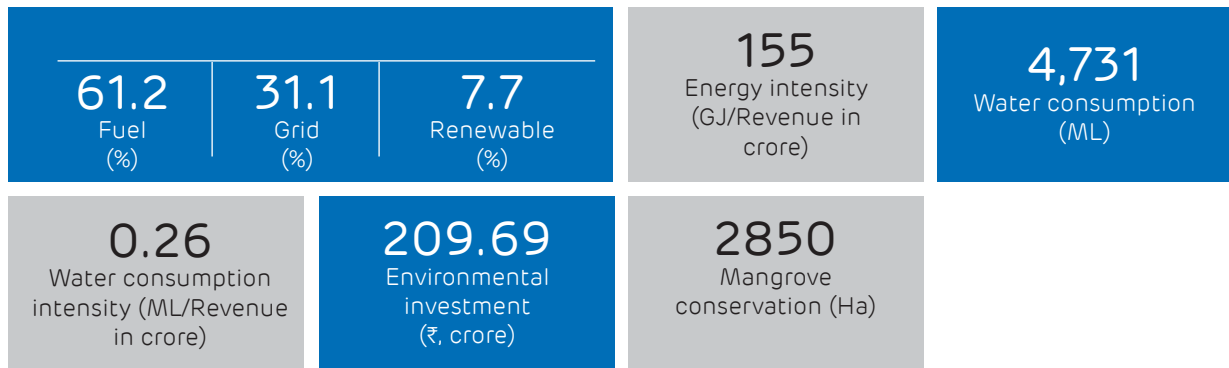 61.2
Fuel
(%)
31.1
Grid
(%)
7.7
Renewable
(%)
155
Energy intensity
(GJ/Revenue in
crore)
4,731
Water consumption
(ML)
0.26
Water consumption
intensity (ML/Revenue
in crore)
209.69
Environmental
investment
(₹, crore)
2850
Mangrove
conservation (Ha)